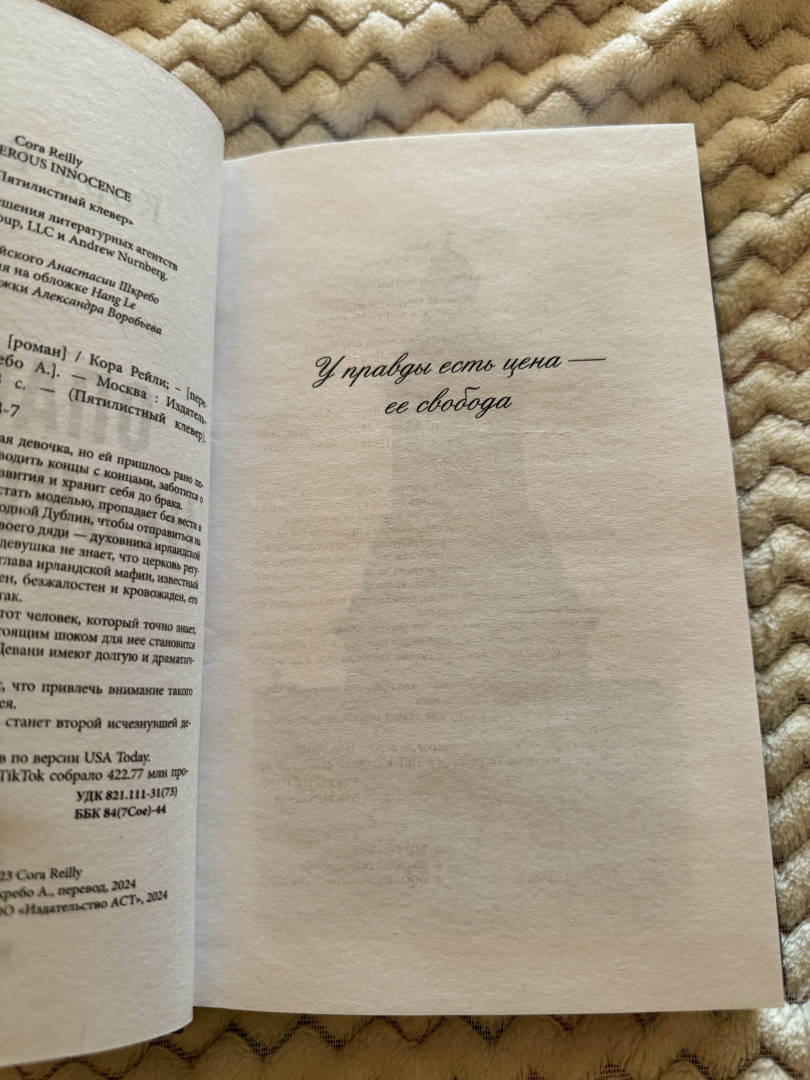 Cora Reilly
EROUS INNOCENCE
Пятилистный клевер»
ешения литературных агентств
oup, LLC и Andrew Nurnberg.
йского Анастасии Шкребо
я на обложке Hang Le
жки Александра Воробьева
[роман] / Кора Рейли; – [пере-
ебо А.]. — Москва : Издатель-
с. — (Пятилистный клевер).
-7
ая девочка, но ей пришлось рано по-
водить концы с концами, заботится о
звития и хранит себя до брака.
стать моделью, пропадает без вести в
одной Дублин, чтобы отправиться на
воего дяди — духовника ирландской
девушка не знает, что церковь регу-
глава ирландской мафии, известный
ен, безжалостен и кровожаден, его
так.
тот человек, который точно знает,
тоящим шоком для нее становится
Девани имеют долгую и драматич-
, что привлечь внимание такого
ся.
станет второй исчезнувшей де-
в по версии USA Today.
TikTok собрало 422.77 млн про-
УДК 821.111-31(73)
ББК 84(7Сое)-44
23 Cora Reilly
кребо А., перевод, 2024
ОО «Издательство АСТ», 2024
У правды есть цена —
ее свобода